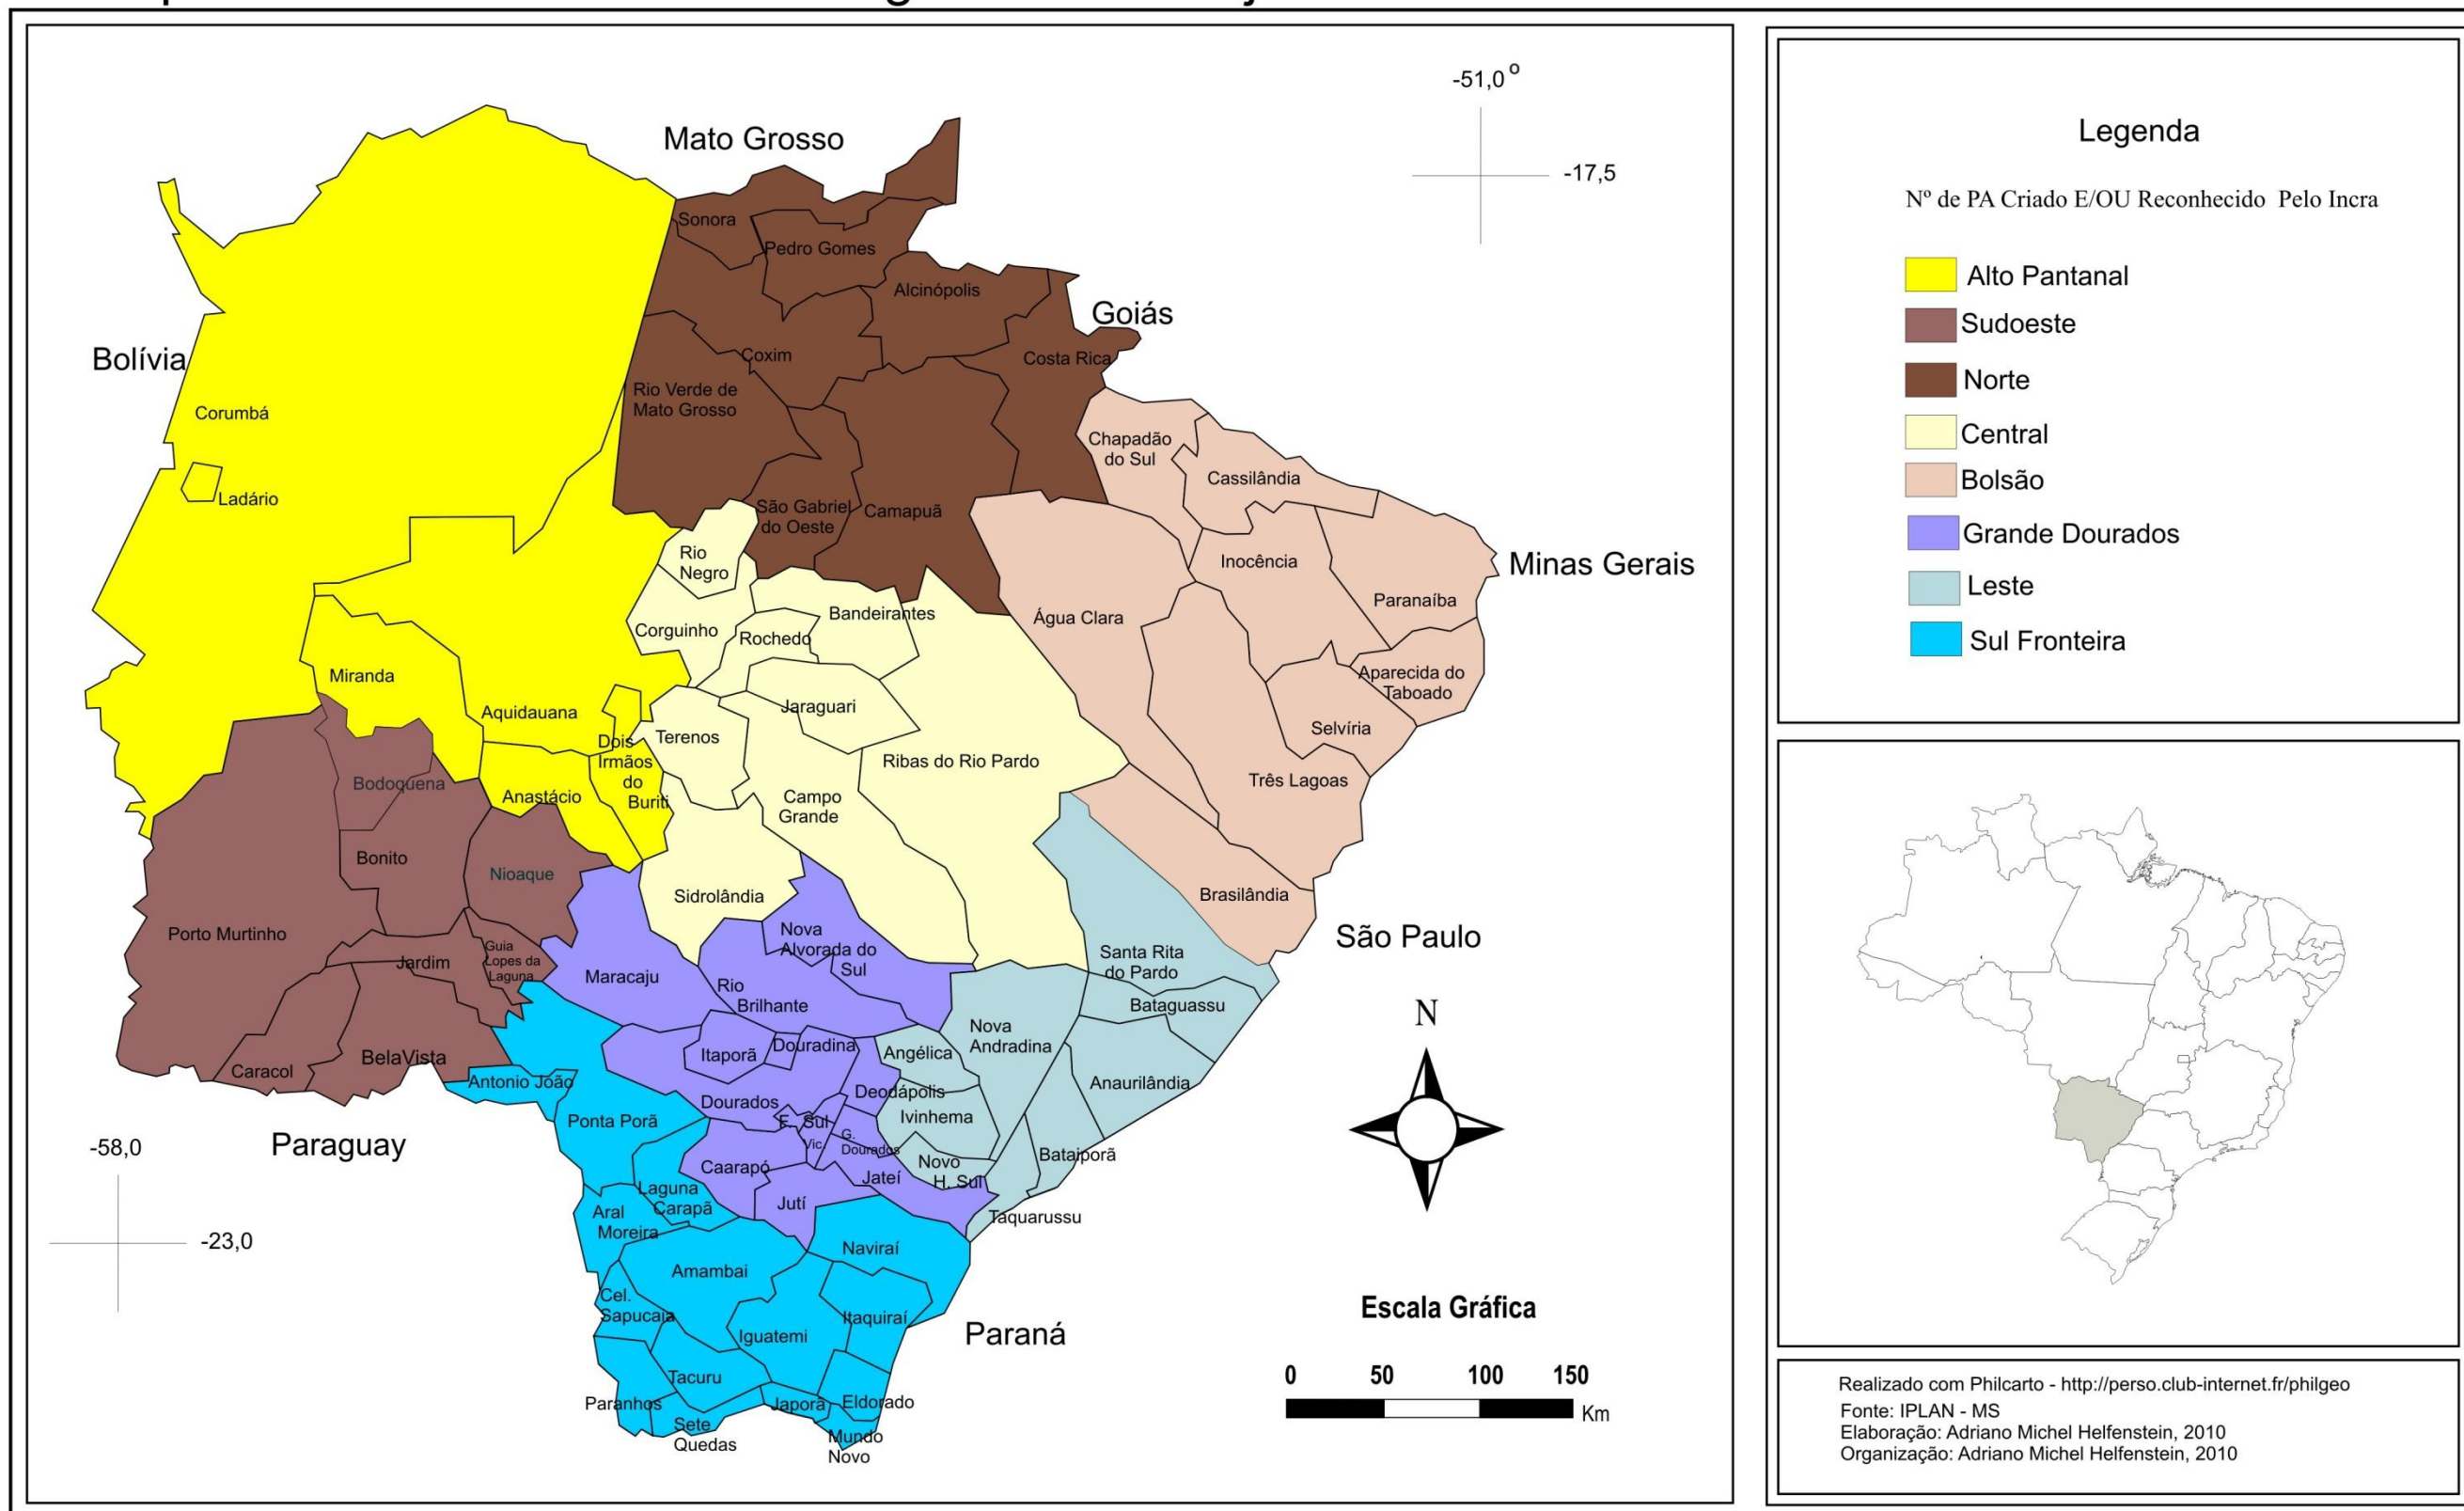 -51,0 º
-17,5
Mato Grosso
Goiás
Bolívia
Minas Gerais
São Paulo
Paraná
Paraguay
-58,0
-23,0
Sonora
Pedro Gomes
Alcinópolis
Coxim
Costa Rica
Rio Verde de
Mato Grosso
Corumbá
Ladário
Chapadão
do Sul
Cassilândia
São Gabriel
do Oeste
Camapuã
Rio
Negro
Inocência
Paranaíba
Corguinho
Bandeirantes
Rochedo
Água Clara
Miranda
Aquidauana
Jaraguari
Aparecida do
Taboado
Selvíria
Terenos
Dois
Irmãos
do
Buriti
Ribas do Rio Pardo
Três Lagoas
Bodoquena
Anastácio
Campo
Grande
Bonito
Nioaque
Sidrolândia
Brasilândia
Porto Murtinho
Guia
Lopes da
Laguna
Jardim
Nova
Alvorada do
Sul
Santa Rita
do Pardo
Maracaju
Rio
Brilhante
Bataguassu
Nova
Andradina
Caracol
BelaVista
Itaporã
Douradina
Angélica
Antonio João
Anaurilândia
Deodápolis
Dourados
Ponta Porã
F. Sul
Ivinhema
Vic.
G.
Dourados
Bataiporã
Caarapó
Novo
H. Sul
Jateí
Laguna
Carapã
Jutí
Aral
Moreira
Taquarussu
Naviraí
Amambai
Cel.
Sapucaia
Itaquiraí
Iguatemi
Tacuru
Paranhos
Japorã
Eldorado
Sete
Quedas
Mundo
Novo
N
Escala Gráfica
0 50 100 150
Km
Legenda
Nº de PA Criado E/OU Reconhecido Pelo Incra
Alto Pantanal
Sudoeste
Norte
Central
Bolsão
Grande Dourados
Leste
Sul Fronteira
Realizado com Philcarto - http://perso.club-internet.fr/philgeo
Fonte: IPLAN - MS
Elaboração: Adriano Michel Helfenstein, 2010
Organização: Adriano Michel Helfenstein, 2010